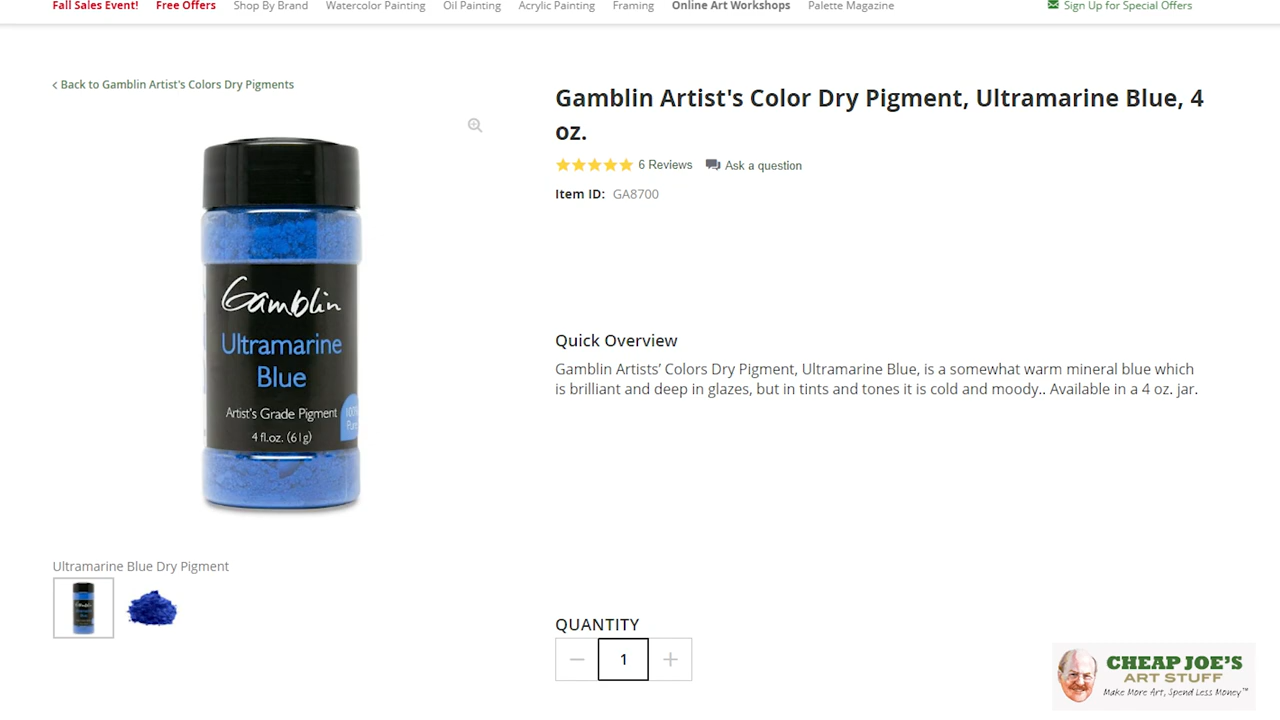 Fall Sales Event! Free Offers Shop By Brand Watercolor Painting Oil Painting Acrylic Painting Framing Online Art Workshops Palette Magazine Sign Up for Special Offers
Back to Gamblin Artist's Colors Dry Pigments
Gamblin
Ultramarine
Blue
Artist's Grade Pigment
4 fl.oz. (61g)
Ultramarine Blue Dry Pigment
Gamblin Artist's Color Dry Pigment, Ultramarine Blue, 4
oz.
6 Reviews Ask a question
Item ID: GA8700
Quick Overview
Gamblin Artists' Colors Dry Pigment, Ultramarine Blue, is a somewhat warm mineral blue which
is brilliant and deep in glazes, but in tints and tones it is cold and moody.. Available in a 4 oz. jar.
QUANTITY
1
CHEAP JOE'S
ART STUFF
Make More Art, Spend Less Money™